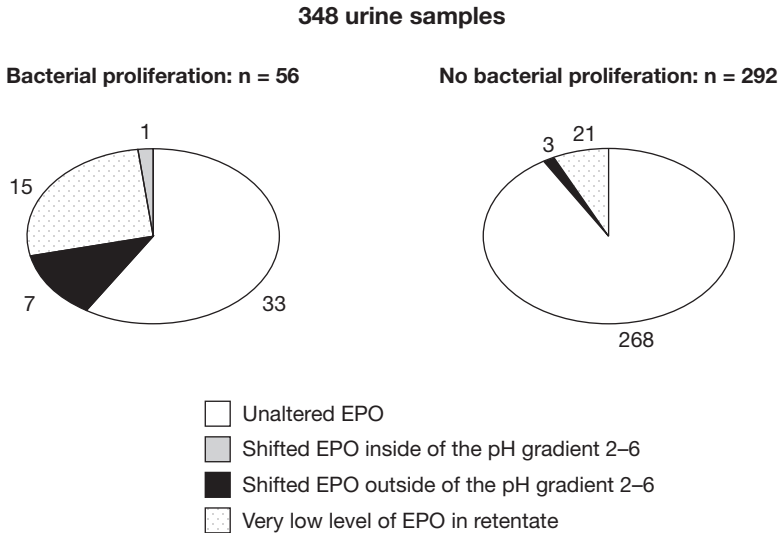 348 urine samples
Bacterial proliferation: n = 56
No bacterial proliferation: n = 292
1
15
7
33
3
21
268
Unaltered EPO
Shifted EPO inside of the pH gradient 2–6
Shifted EPO outside of the pH gradient 2–6
Very low level of EPO in retentate